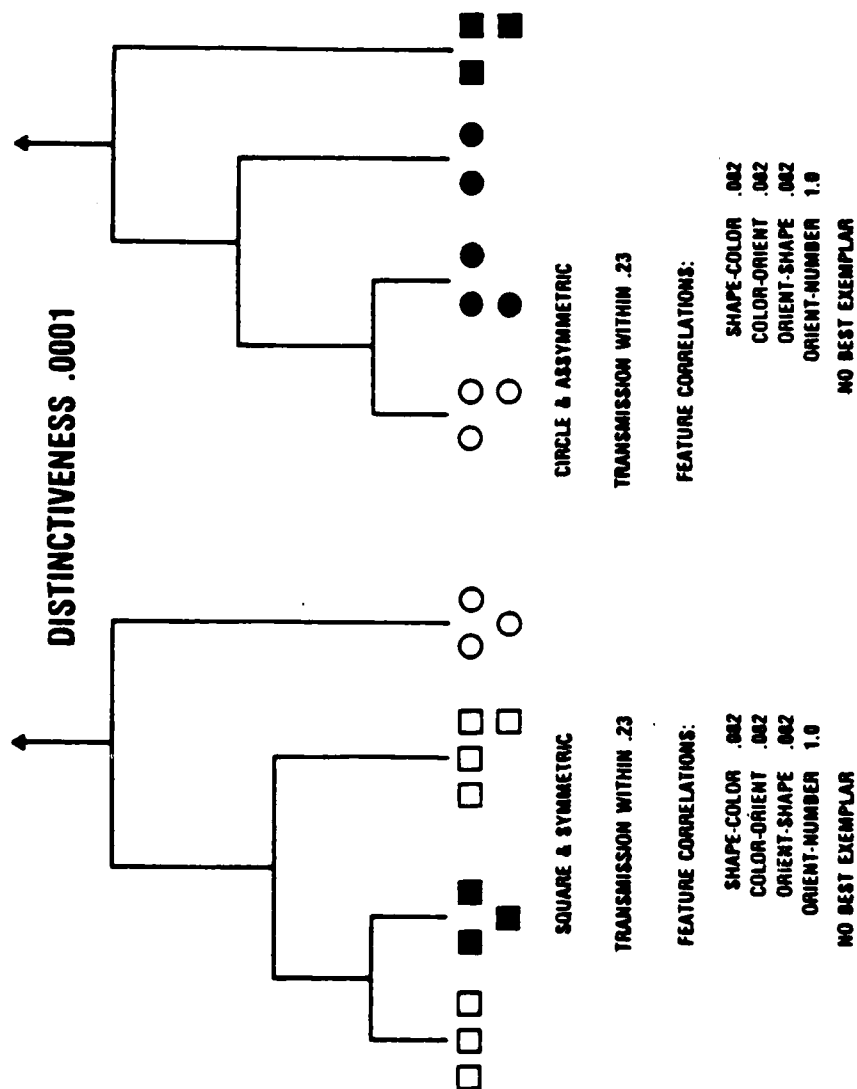 DISTINCTIVENESS .0001
SQUARE & SYMMETRIC
TRANSMISSION WITHIN .23
FEATURE CORRELATIONS:
SHAPE-COLOR .082
COLOR-ORIENT .082
ORIENT-SHAPE .082
ORIENT-NUMBER 1.0
NO BEST EXEMPLAR
CIRCLE & ASSYMMETRIC
TRANSMISSION WITHIN .23
FEATURE CORRELATIONS:
SHAPE-COLOR .082
COLOR-ORIENT .082
ORIENT-SHAPE .082
ORIENT-NUMBER 1.0
NO BEST EXEMPLAR